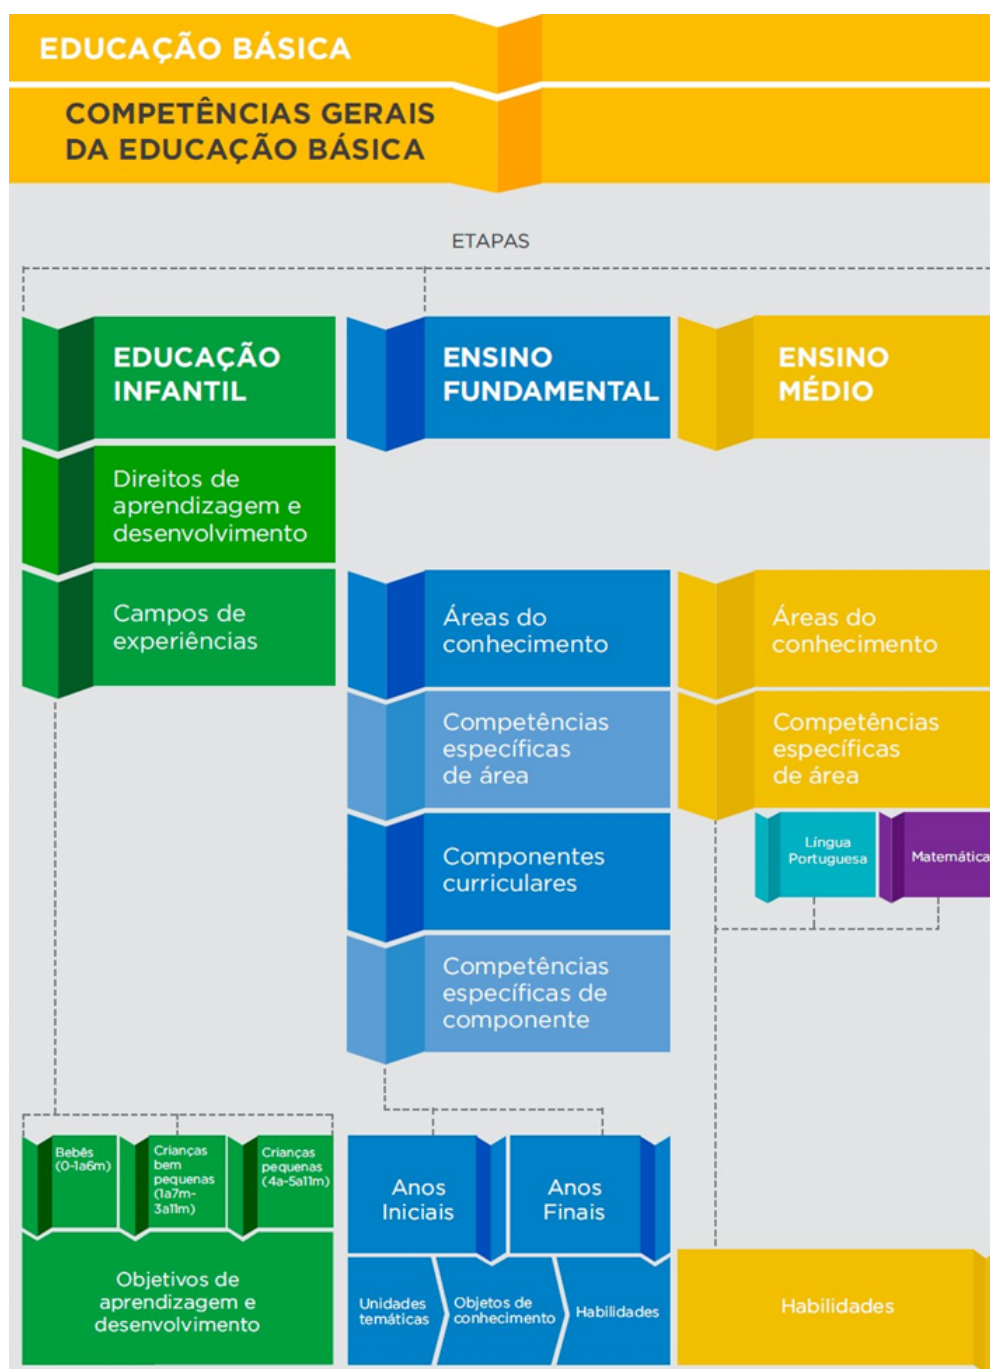 EDUCAÇÃO BÁSICA
COMPETÊNCIAS GERAIS
DA EDUCAÇÃO BÁSICA
ETAPAS
EDUCAÇÃO
INFANTIL
Direitos de
aprendizagem e
desenvolvimento
Campos de
experiências
ENSINO
FUNDAMENTAL
Áreas do
conhecimento
Competências
específicas
de área
Componentes
curriculares
Competências
específicas de
componente
ENSINO
MÉDIO
Áreas do
conhecimento
Competências
específicas
de área
Língua
Portuguesa
Matemática
Bebês
(0-1a6m)
Crianças
bem
pequenas
(1a7m-
3a11m)
Crianças
pequenas
(4a-5a11m)
Objetivos de
aprendizagem e
desenvolvimento
Anos
Iniciais
Anos
Finais
Unidades
temáticas
Objetos de
conhecimento
Habilidades
Habilidades